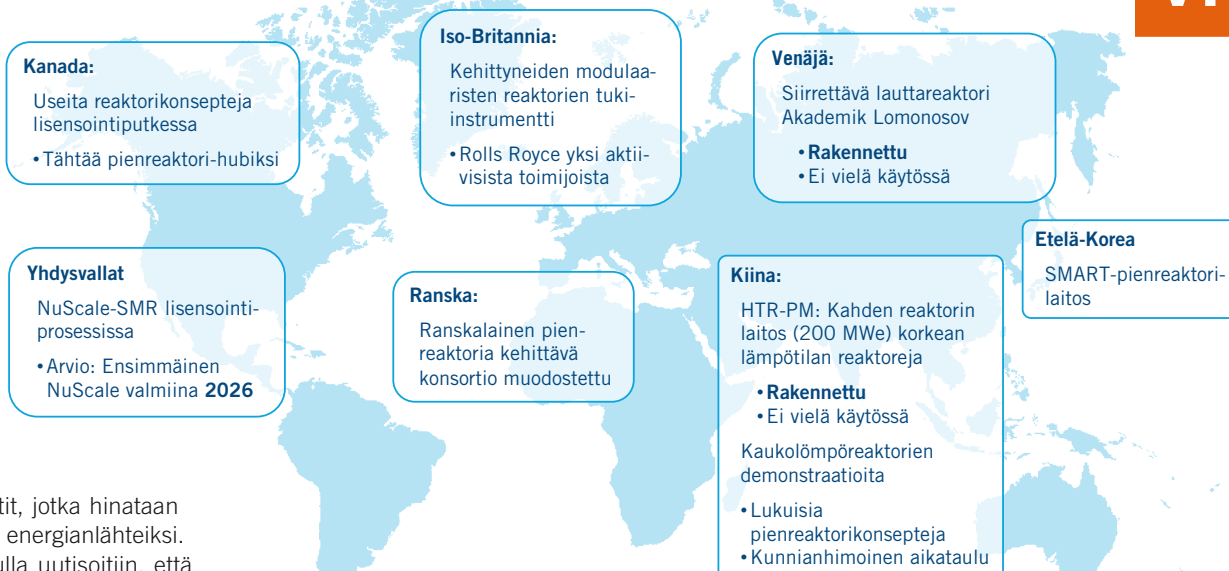 Kanada:
Useita reaktorikonsepteja
lisensointiputkessa
• Tähtää pienreaktori-hubiksi
Iso-Britannia:
Kehittyneiden modulaa-
risten reaktorien tuki-
instrumentti
• Rolls Royce yksi aktii-
visista toimijoista
Venäjä:
Siirrettävä lauttareaktori
Akademik Lomonosov
• Rakennettu
• Ei vielä käytössä
Yhdysvallat
NuScale-SMR lisensointi-
prosessissa
• Arvio: Ensimmäinen
NuScale valmiina 2026
Ranska:
Ranskalainen pien-
reaktoria kehittävä
konsortio muodostettu
Kiina:
HTR-PM: Kahden reaktorin
laitos (200 MWe) korkean
lämpötilan reaktoreja
• Rakennettu
• Ei vielä käytössä
Kaukolömpöreaktorien
demonstraatioita
• Lukuisia
pienreaktorikonsepteja
• Kunnianhimoinen aikataulu
Etelä-Korea
SMART-pienreaktori-
laitos
tit, jotka hinataan
energianlähteiksi.
ulla uutisoitiin, että